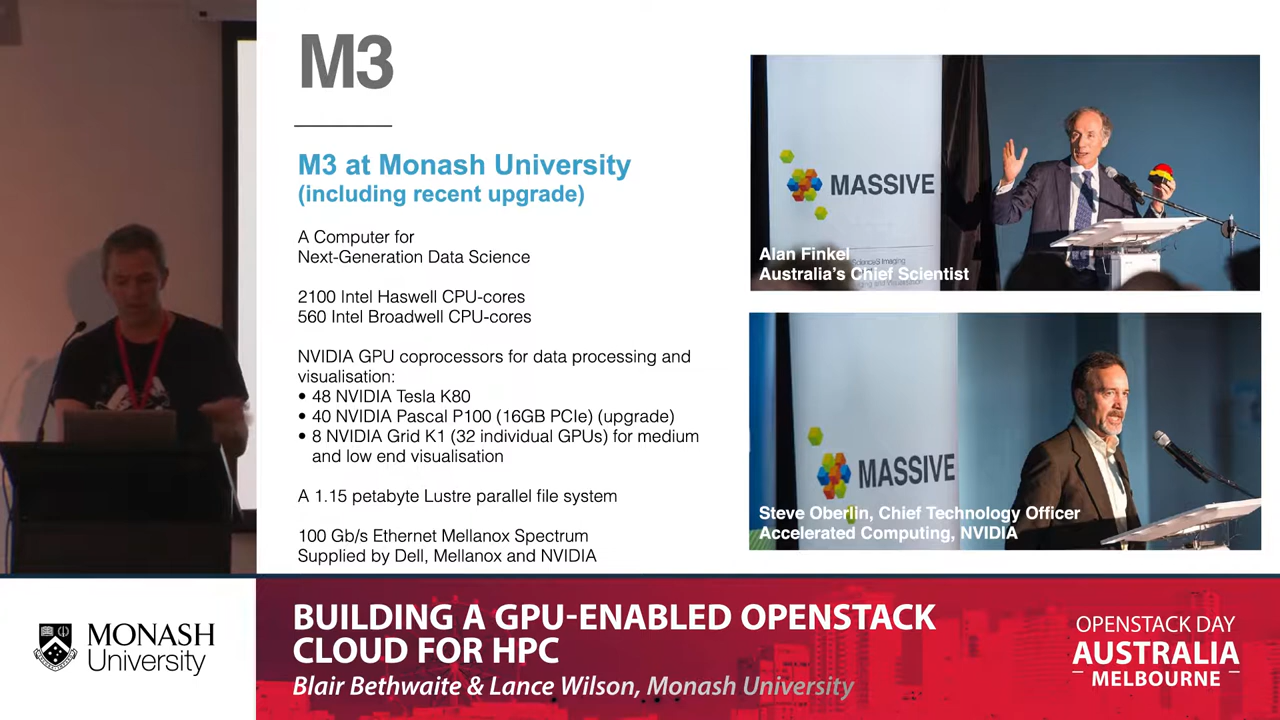 M3
M3 at Monash University
(including recent upgrade)
A Computer for
Next-Generation Data Science
2100 Intel Haswell CPU-cores
560 Intel Broadwell CPU-cores
NVIDIA GPU coprocessors for data processing and
visualisation:
• 48 NVIDIA Tesla K80
• 40 NVIDIA Pascal P100 (16GB PCIe) (upgrade)
• 8 NVIDIA Grid K1 (32 individual GPUs) for medium
and low end visualisation
A 1.15 petabyte Lustre parallel file system
100 Gb/s Ethernet Mellanox Spectrum
Supplied by Dell, Mellanox and NVIDIA
MASSIVE
Alan Finkel
Australia's Chief Scientist
MASSIVE
Steve Oberlin, Chief Technology Officer
Accelerated Computing, NVIDIA
MONASH
University
BUILDING A GPU-ENABLED OPENSTACK
CLOUD FOR HPC
Blair Bethwaite & Lance Wilson, Monash University
OPENSTACK DAY
AUSTRALIA
MELBOURNE